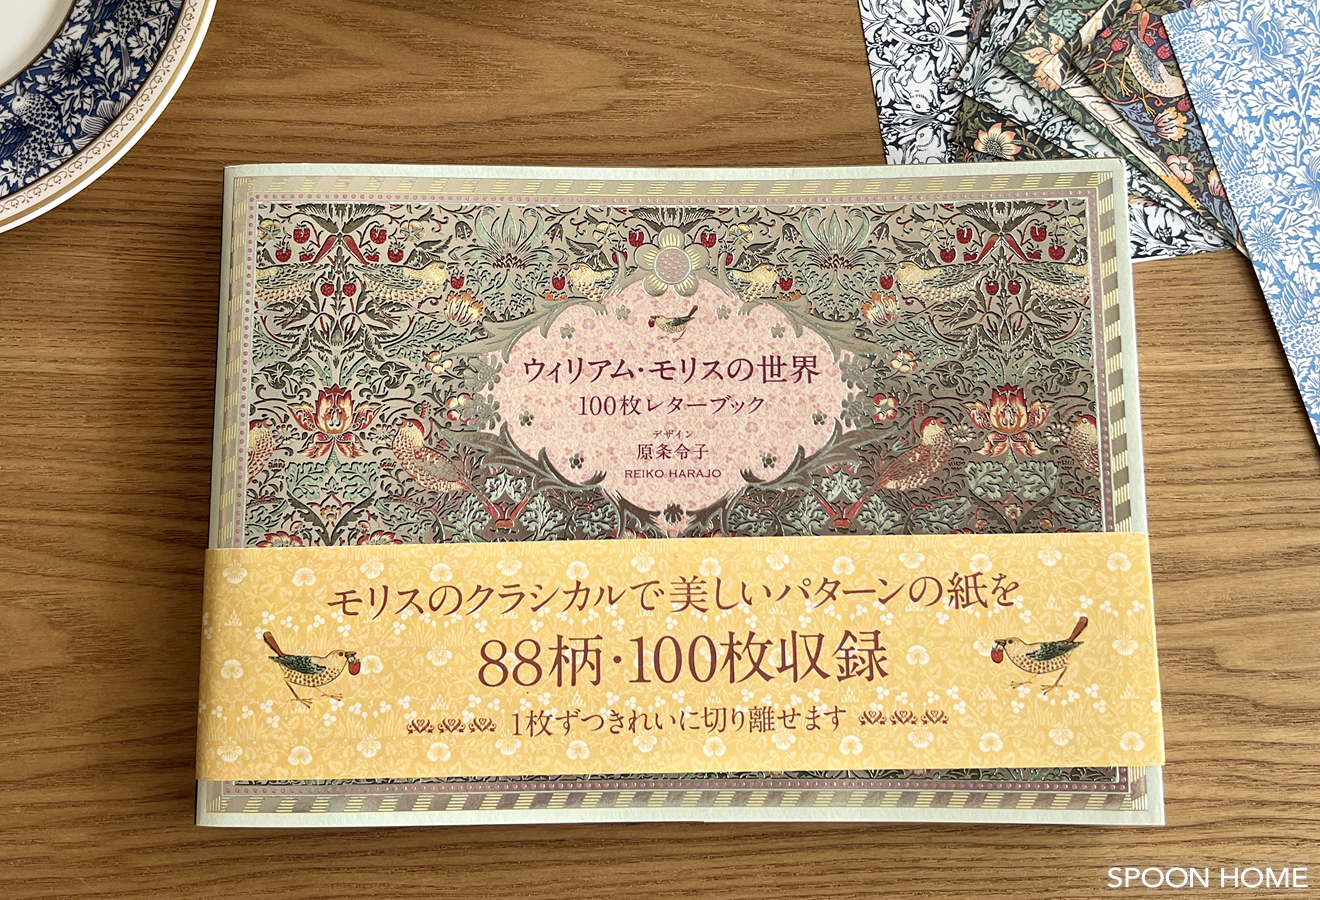 ウィリアム・モリスの世界
100枚レターブック
デザイン
原条令子
REIKO HARAJO
モリスのクラシカルで美しいパターンの紙を
88柄・100枚収録
1枚ずつきれいに切り離せます
SPOON HOME